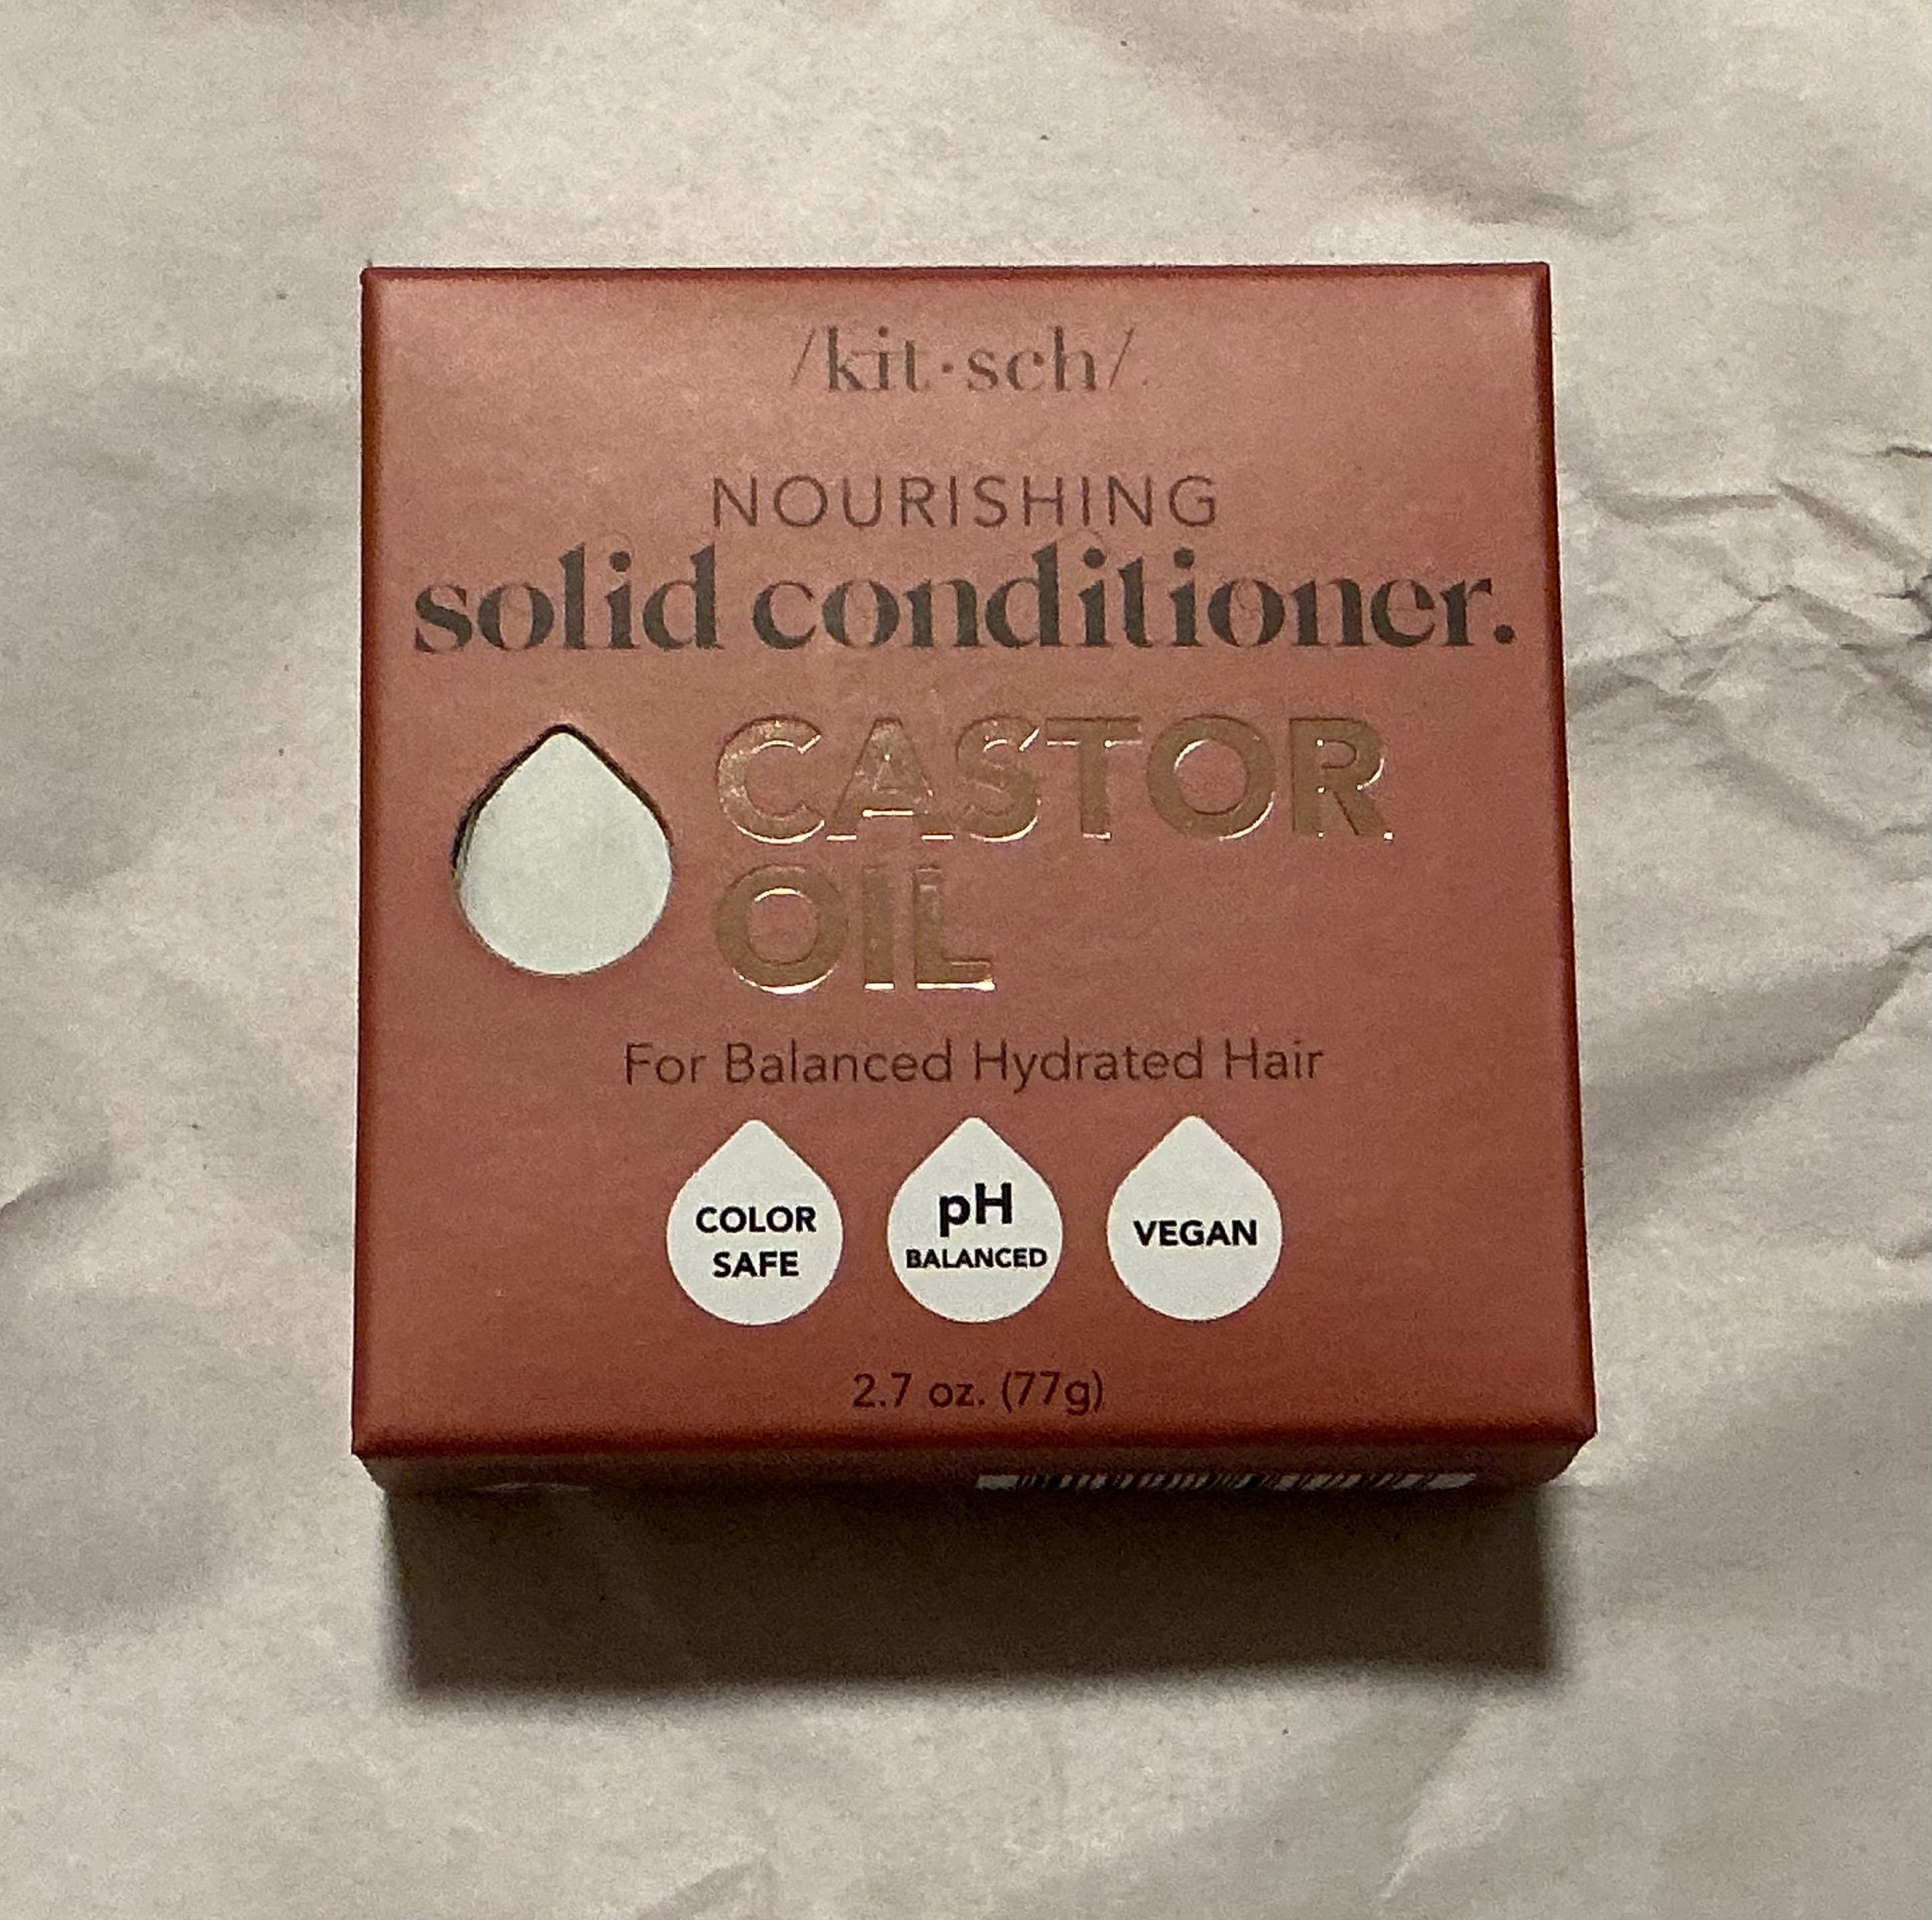 /kit·sch/
NOURISHING
solid conditioner.
CASTOR
OIL
For Balanced Hydrated Hair
COLOR
SAFE
pH
BALANCED
VEGAN
2.7 oz. (77g)